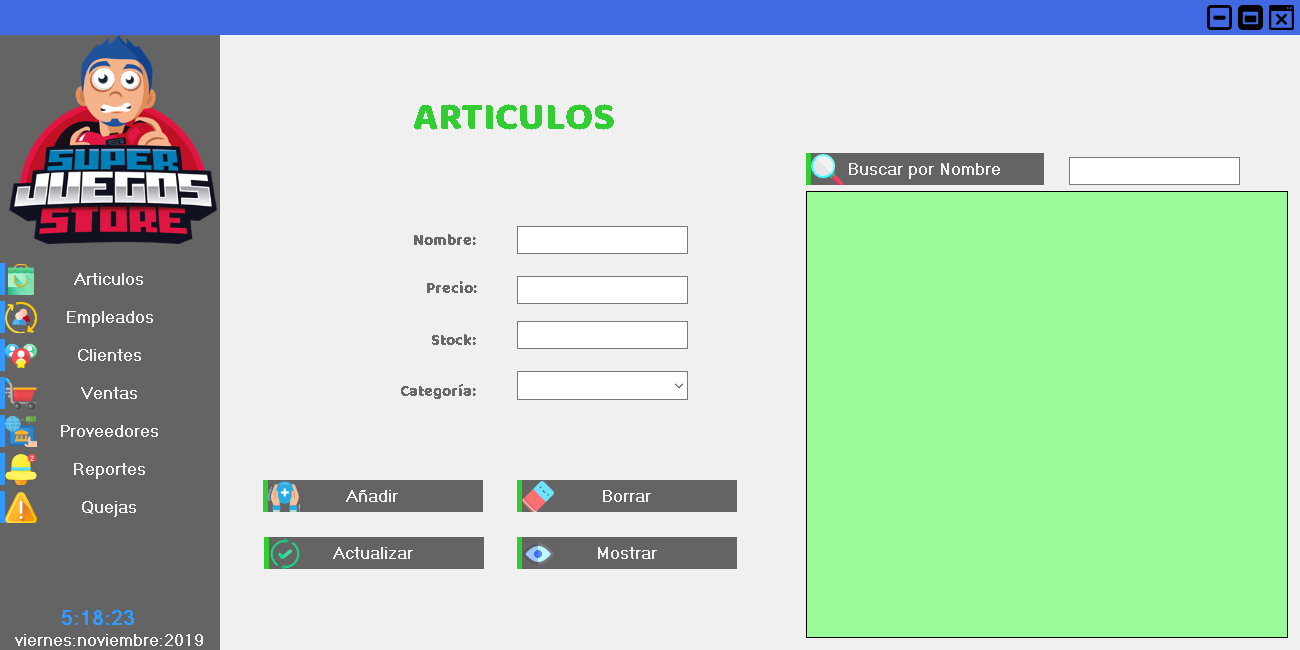 SUPER
JUEGOS
STORE
Articulos
Empleados
Clientes
Ventas
Proveedores
Reportes
Quejas
5:18:23
viernes:noviembre:2019
ARTICULOS
Nombre:
Precio:
Stock:
Categoría:
Añadir
Borrar
Actualizar
Mostrar
Buscar por Nombre